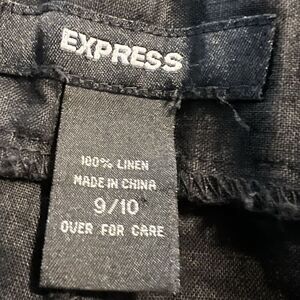 EXPRESS
100% LINEN
MADE IN CHINA
9/10
OVER FOR CARE